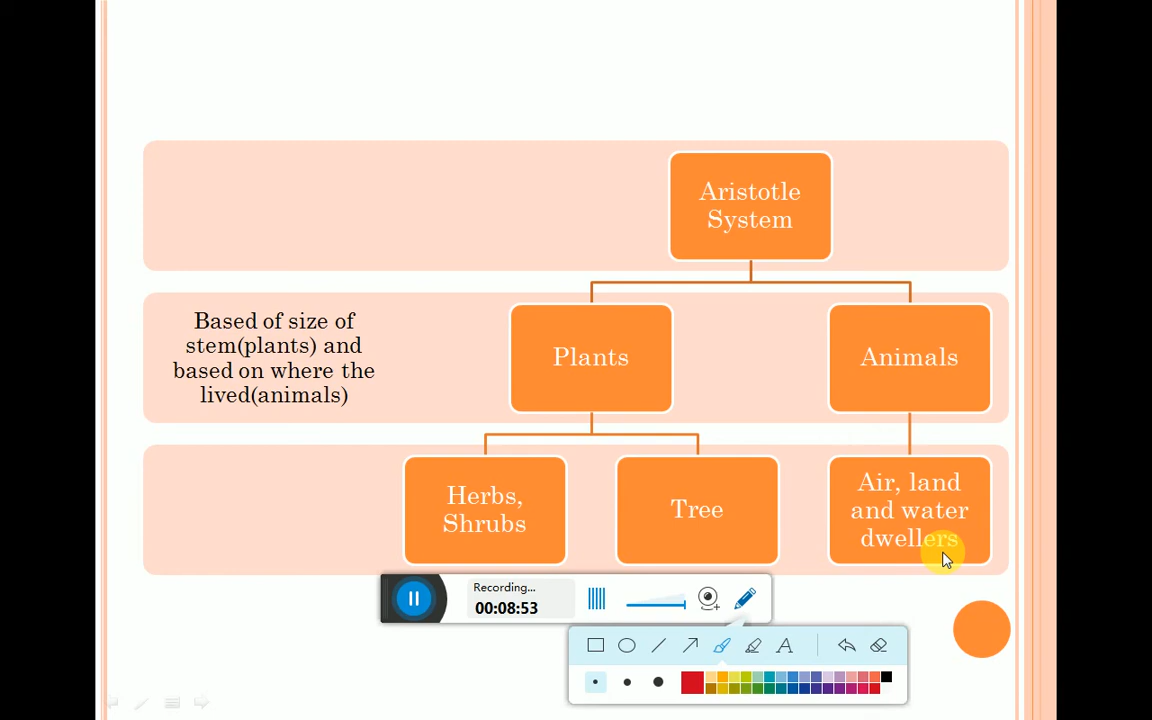 Aristotle
System
Based of size of
stem(plants) and
based on where the
lived(animals)
Plants
Animals
Herbs,
Shrubs
Tree
Air, land
and water
dwellers
Recording...
00:08:53
A